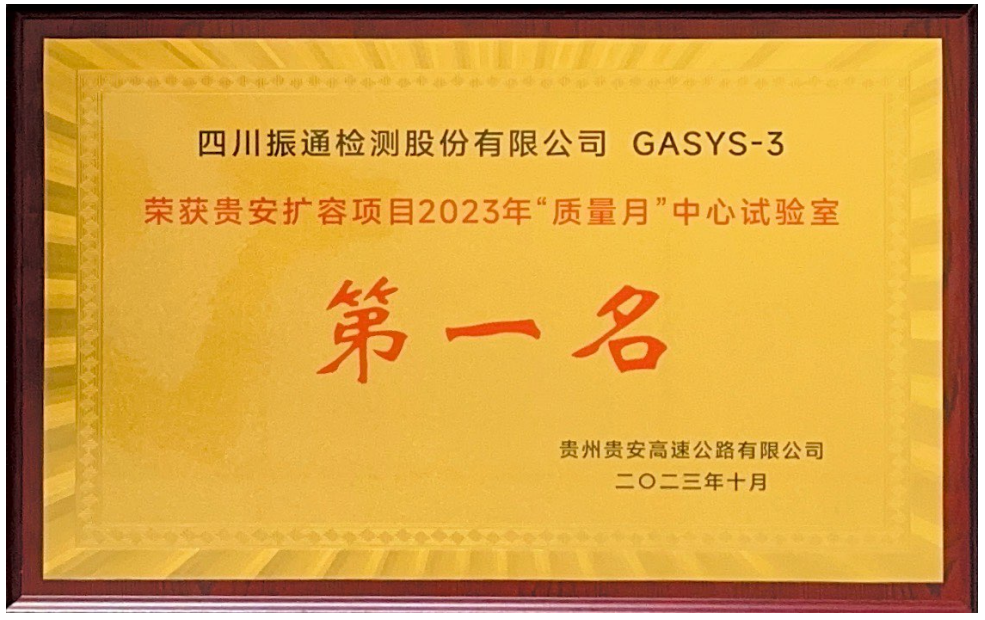 四川振通检测股份有限公司 GASYS-3
荣获贵安扩容项目2023年“质量月”中心试验室
第一名
贵州贵安高速公路有限公司
二〇二三年十月